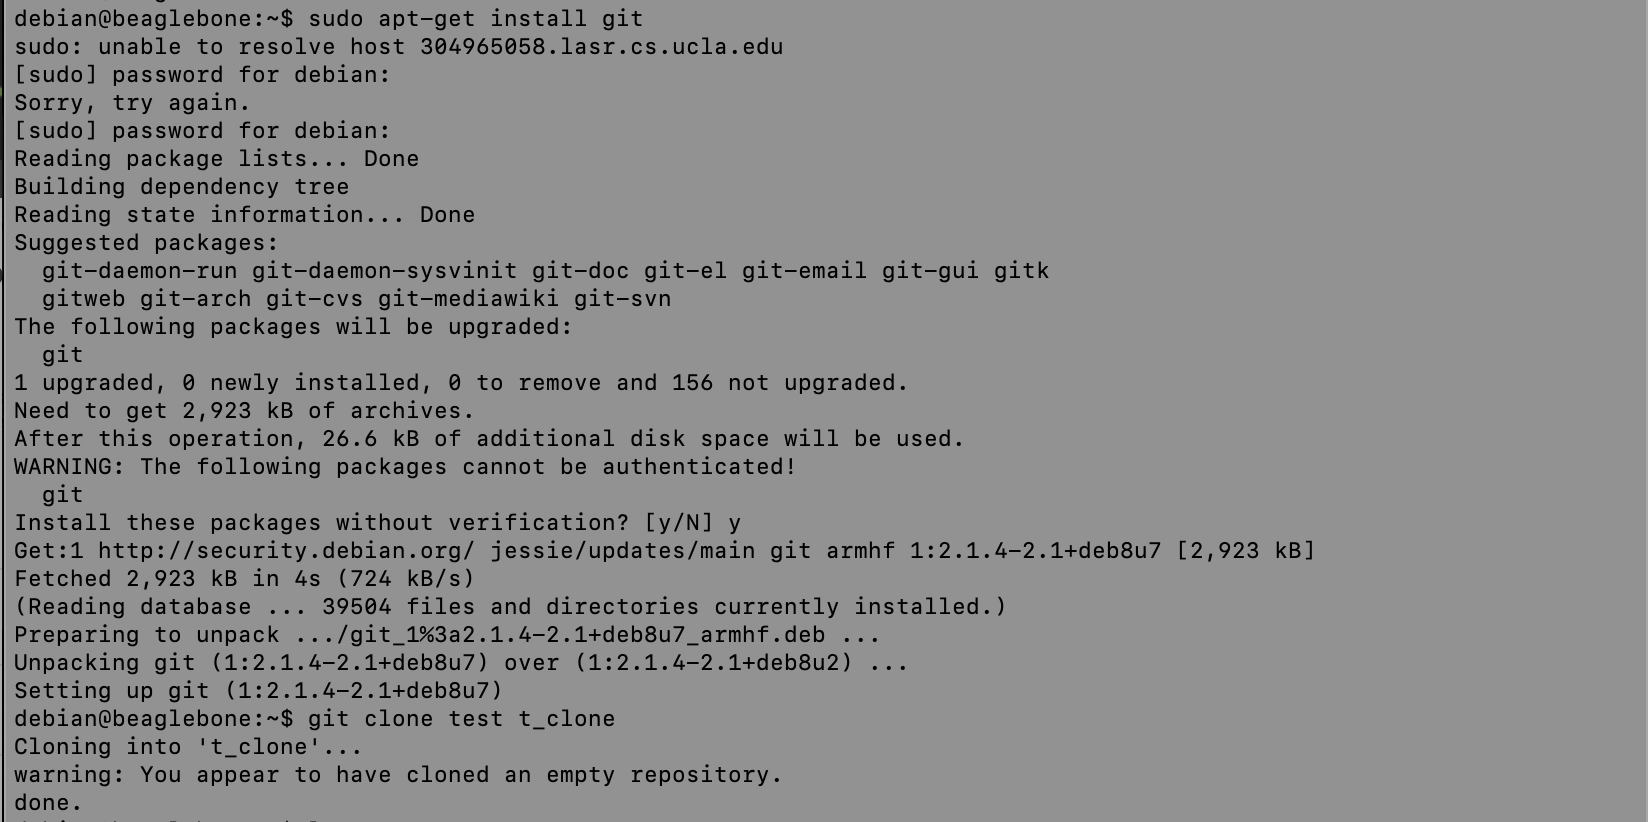 debian@beaglebone:~$ sudo apt-get install git
sudo: unable to resolve host 304965058.lasr.cs.ucla.edu
[sudo] password for debian:
Sorry, try again.
[sudo] password for debian:
Reading package lists... Done
Building dependency tree
Reading state information... Done
Suggested packages:
  git-daemon-run git-daemon-sysvinit git-doc git-el git-email git-gui gitk
  gitweb git-arch git-cvs git-mediawiki git-svn
The following packages will be upgraded:
  git
1 upgraded, 0 newly installed, 0 to remove and 156 not upgraded.
Need to get 2,923 kB of archives.
After this operation, 26.6 kB of additional disk space will be used.
WARNING: The following packages cannot be authenticated!
  git
Install these packages without verification? [y/N] y
Get:1 http://security.debian.org/ jessie/updates/main git armhf 1:2.1.4-2.1+deb8u7 [2,923 kB]
Fetched 2,923 kB in 4s (724 kB/s)
(Reading database ... 39504 files and directories currently installed.)
Preparing to unpack .../git_1%3a2.1.4-2.1+deb8u7_armhf.deb ...
Unpacking git (1:2.1.4-2.1+deb8u7) over (1:2.1.4-2.1+deb8u2) ...
Setting up git (1:2.1.4-2.1+deb8u7)
debian@beaglebone:~$ git clone test t_clone
Cloning into 't_clone'...
warning: You appear to have cloned an empty repository.
done.